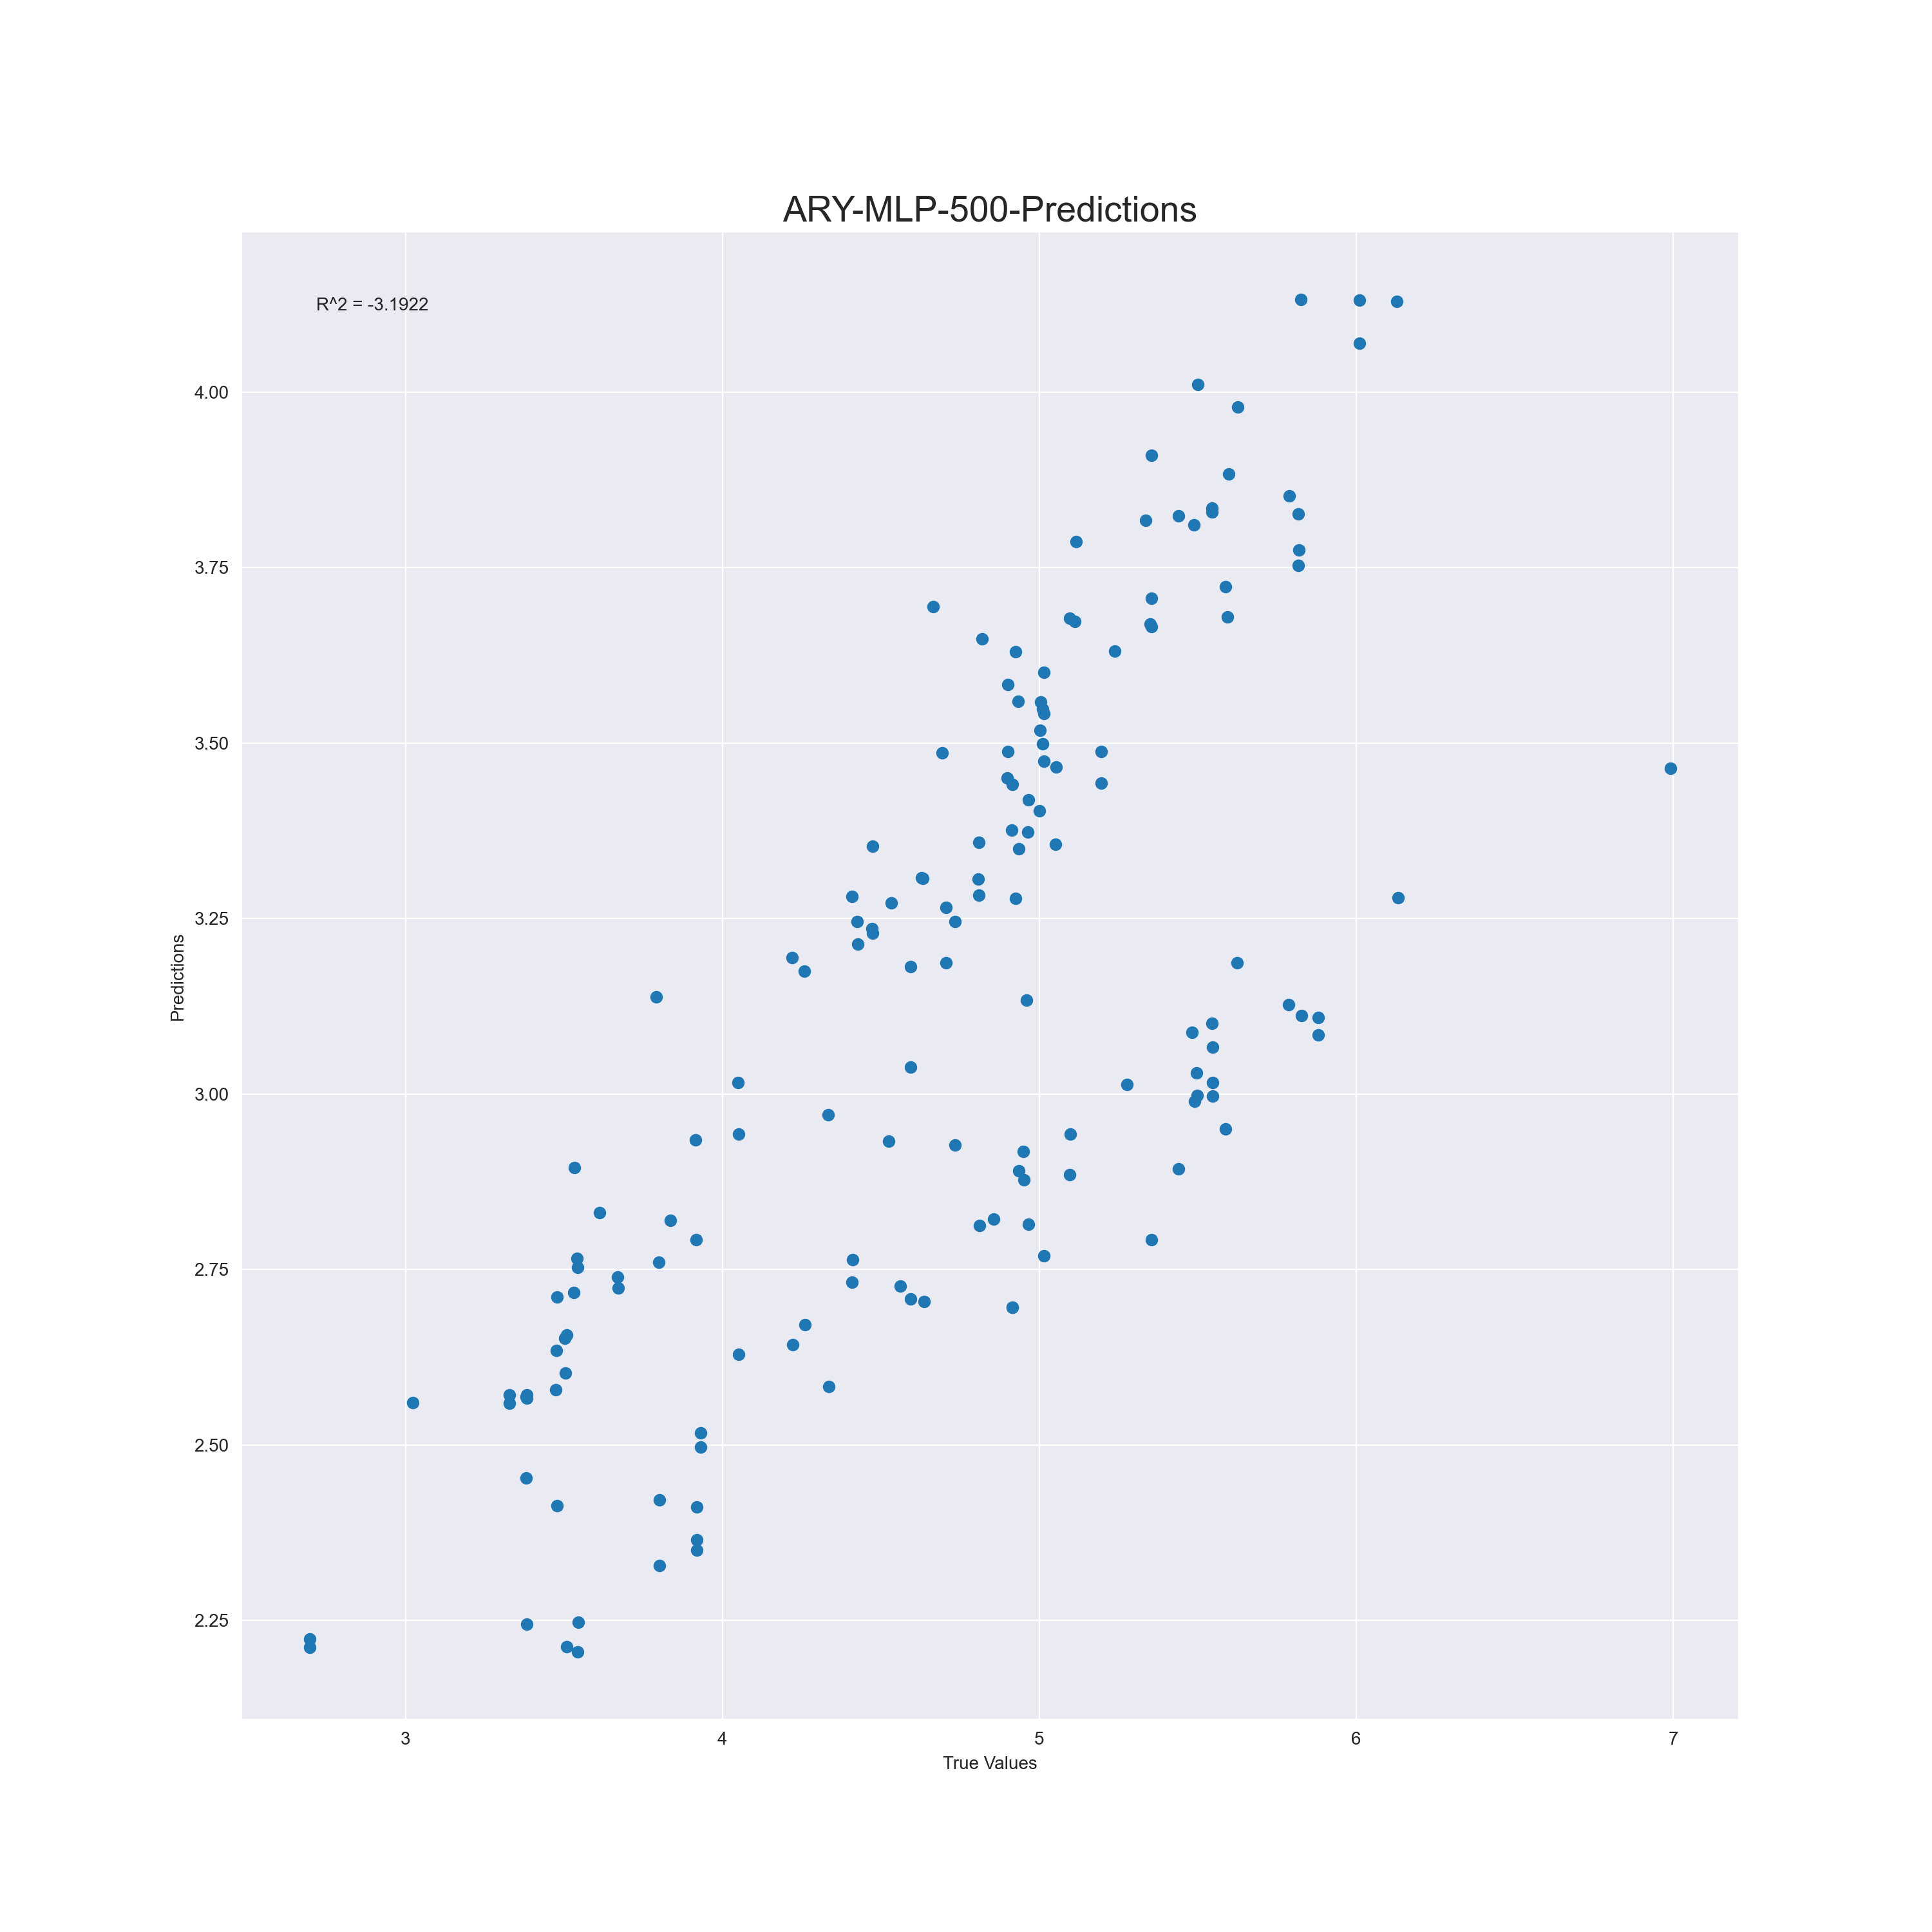 ARY-MLP-500-Predictions
R^2 = -3.1922
4.00
3.75
3.50
3.25
3.00
2.75
2.50
2.25
Predictions
3 4 5 6 7
True Values